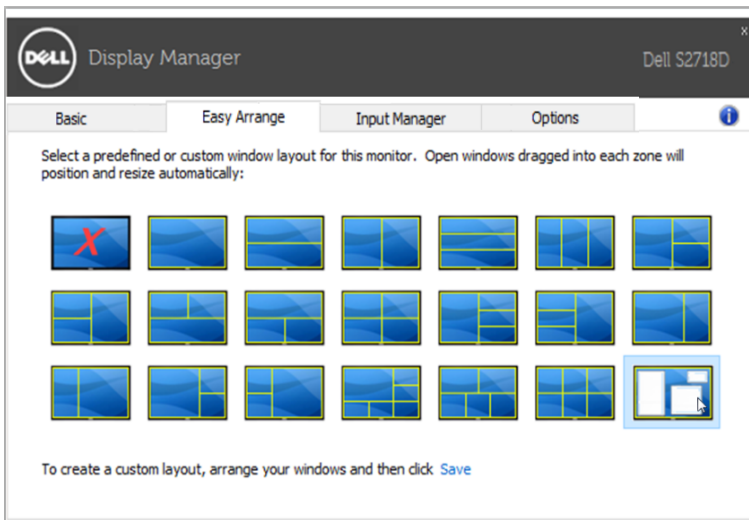 DELL Display Manager
x
Dell S2718D
Basic Easy Arrange Input Manager Options
Select a predefined or custom window layout for this monitor. Open windows dragged into each zone will
position and resize automatically:
X
To create a custom layout, arrange your windows and then click Save